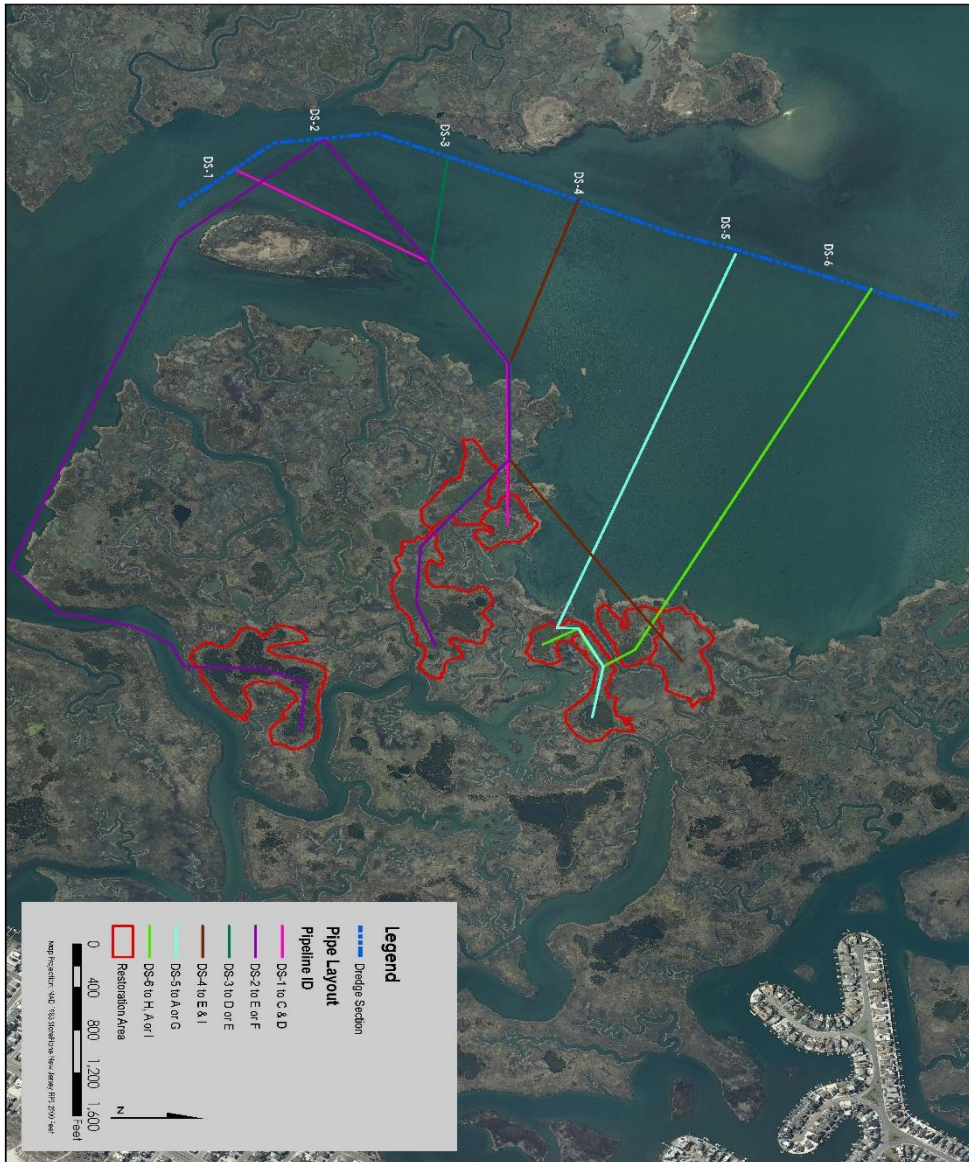 DS-1
DS-2
DS-3
DS-4
DS-5
DS-6
Legend
Dredge Section
Pipe Layout
Pipeline ID
DS-1 to C & D
DS-2 to E or F
DS-3 to D or E
DS-4 to E & I
DS-5 to A or G
DS-6 to H, A or I
Restoration Area
N
0 400 800 1,200 1,600
Feet